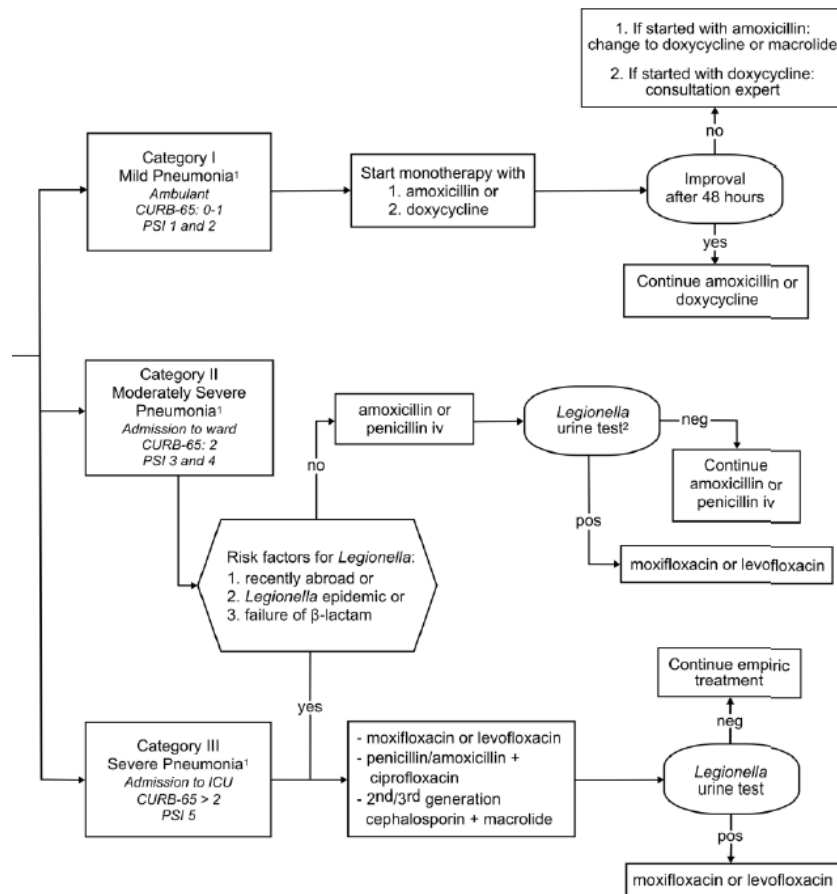 1. If started with amoxicillin:
change to doxycycline or macrolide
2. If started with doxycycline:
consultation expert
no
Category I
Mild Pneumonia¹
Ambulant
CURB-65: 0-1
PSI 1 and 2
Start monotherapy with
1. amoxicillin or
2. doxycycline
Improval
after 48 hours
yes
Continue amoxicillin or
doxycycline
Category II
Moderately Severe
Pneumonia¹
Admission to ward
CURB-65: 2
PSI 3 and 4
no
amoxicillin or
penicillin iv
Legionella
urine test²
neg
Continue
amoxicillin or
penicillin iv
pos
moxifloxacin or levofloxacin
Risk factors for Legionella:
1. recently abroad or
2. Legionella epidemic or
3. failure of β-lactam
yes
Category III
Severe Pneumonia¹
Admission to ICU
CURB-65 > 2
PSI 5
- moxifloxacin or levofloxacin
- penicillin/amoxicillin +
ciprofloxacin
- 2nd/3rd generation
cephalosporin + macrolide
Continue empiric
treatment
neg
Legionella
urine test
pos
moxifloxacin or levofloxacin